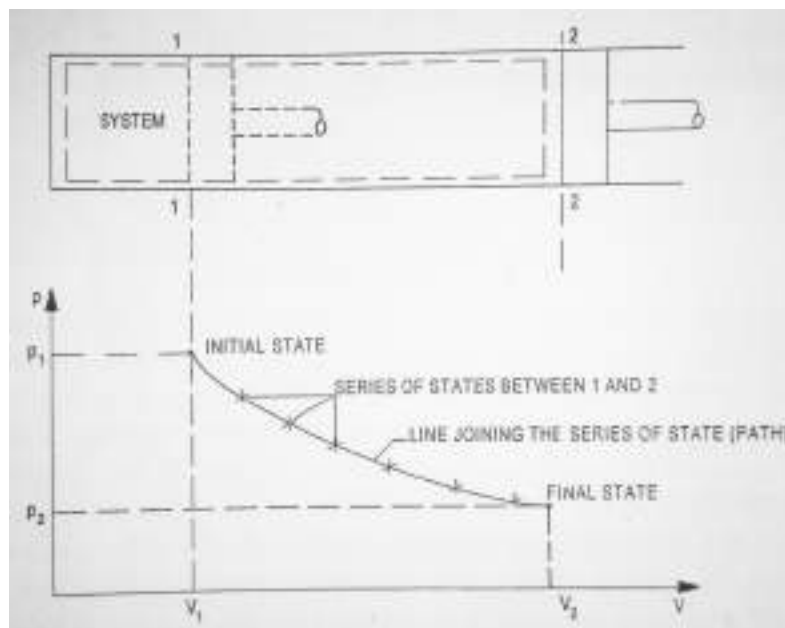 1 2
SYSTEM
1 2
p
p₁
INITIAL STATE
SERIES OF STATES BETWEEN 1 AND 2
LINE JOINING THE SERIES OF STATE (PATH)
FINAL STATE
p₂
V₁ V₂ V